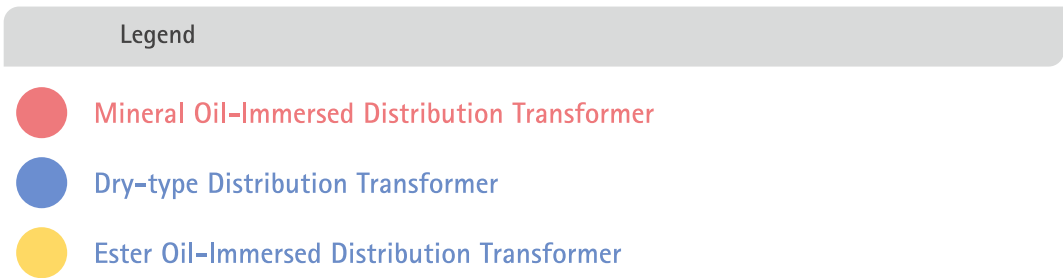 Legend
Mineral Oil-Immersed Distribution Transformer
Dry-type Distribution Transformer
Ester Oil-Immersed Distribution Transformer